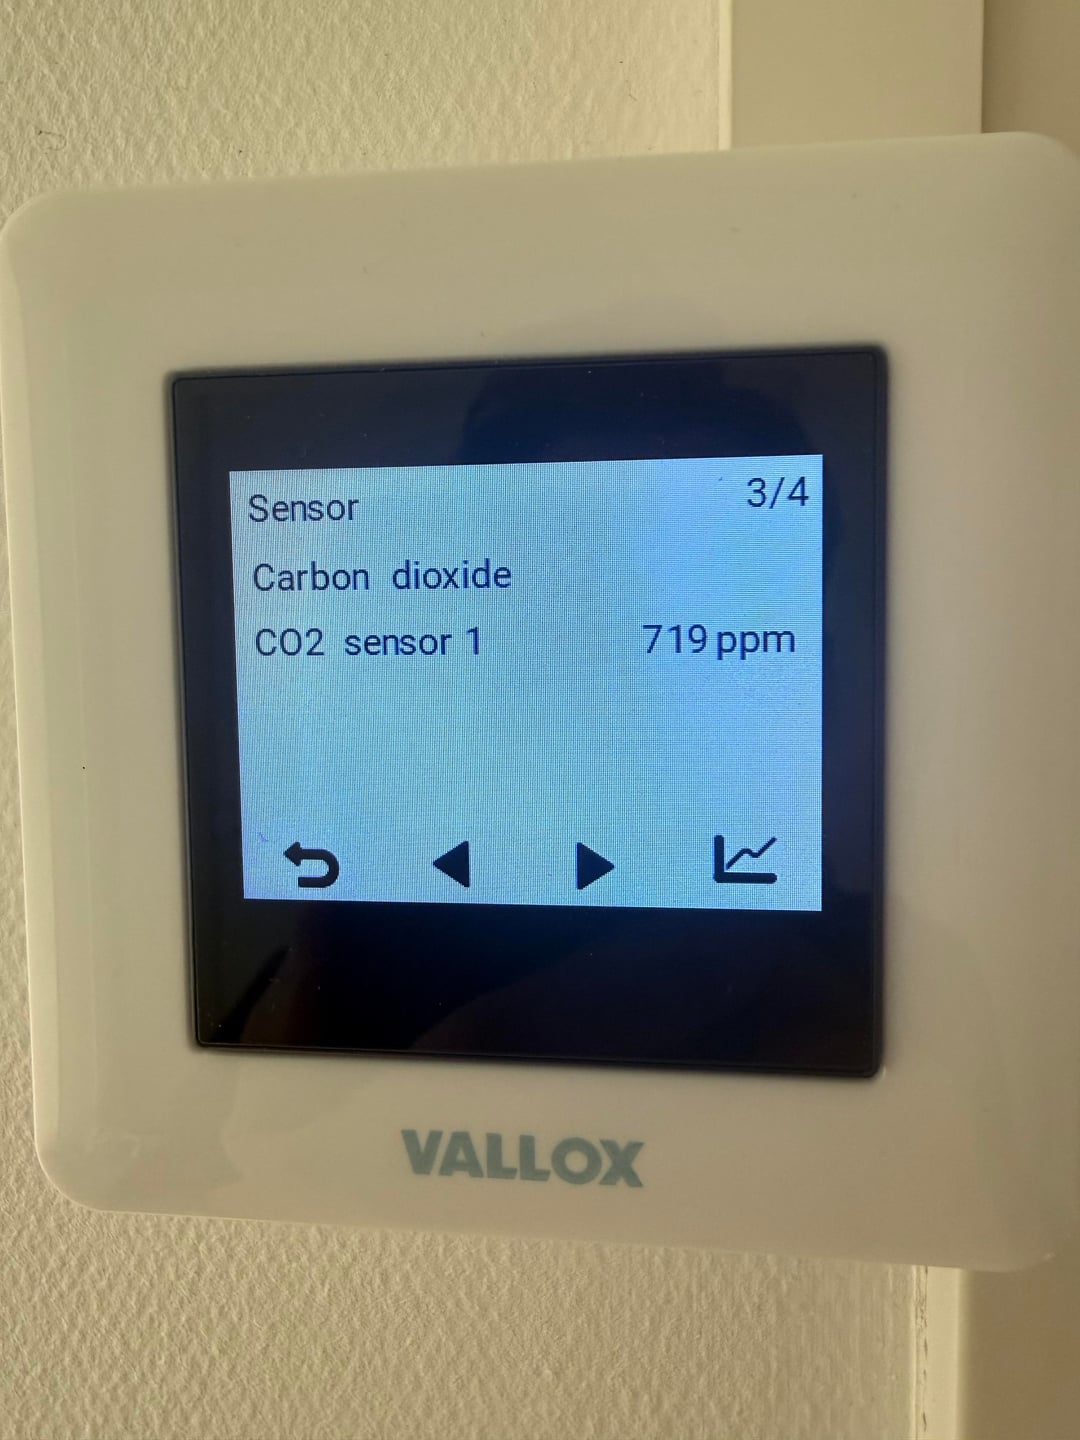 Sensor 3/4
Carbon dioxide
CO2 sensor 1 719 ppm
VALLOX